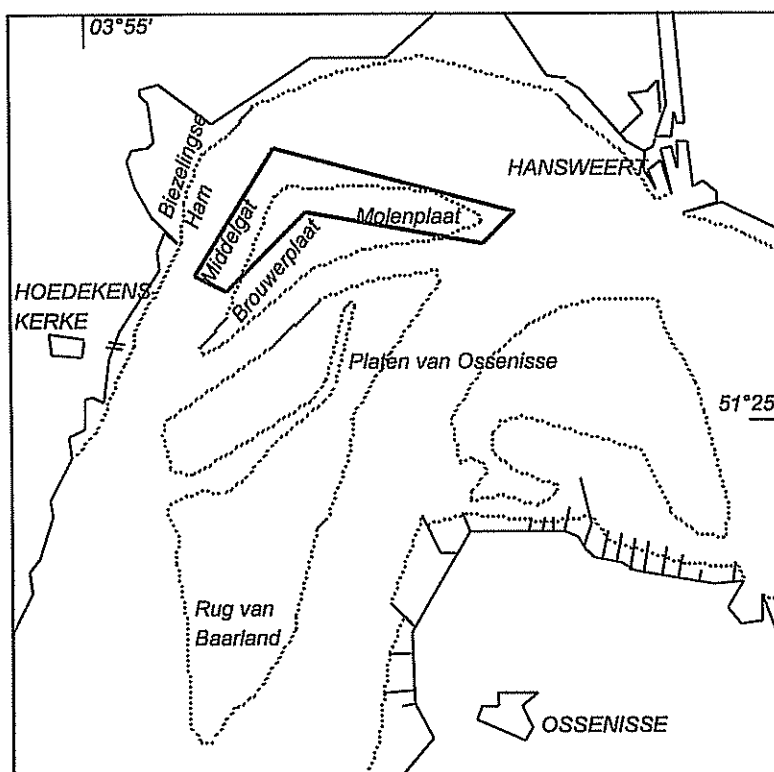 03°55'
Biezelingse
Ham
HANSWEERT
Middelgat
Molenplaat
Brouwerplaat
HOEDEKENS-
KERKE
Platen van Ossenisse
51°25
Rug van
Baarland
OSSENISSE